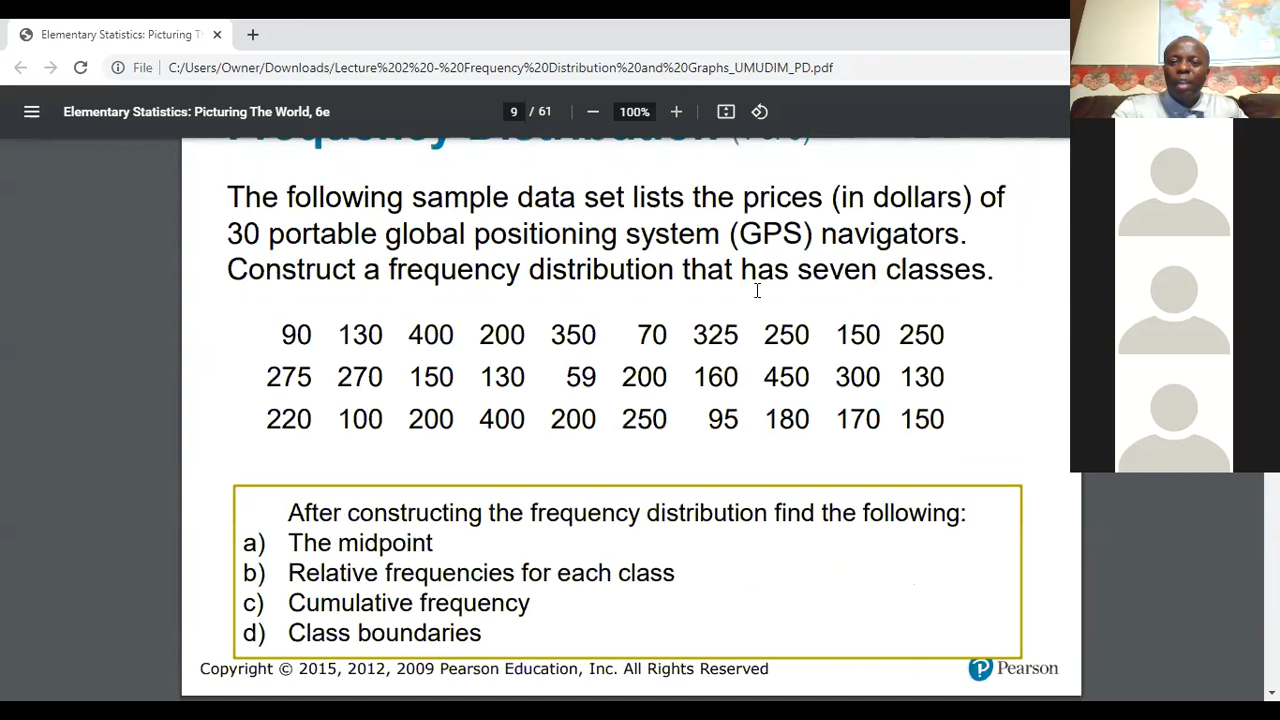 Elementary Statistics: Picturing T
File C:/Users/Owner/Downloads/Lecture%202%20-%20Frequency%20Distribution%20and%20Graphs_UMUDIM_PD.pdf
Elementary Statistics: Picturing The World, 6e 9 / 61 100%
Frequency Distribution
The following sample data set lists the prices (in dollars) of
30 portable global positioning system (GPS) navigators.
Construct a frequency distribution that has seven classes.
90 130 400 200 350 70 325 250 150 250
275 270 150 130 59 200 160 450 300 130
220 100 200 400 200 250 95 180 170 150
After constructing the frequency distribution find the following:
a) The midpoint
b) Relative frequencies for each class
c) Cumulative frequency
d) Class boundaries
Copyright © 2015, 2012, 2009 Pearson Education, Inc. All Rights Reserved
P Pearson